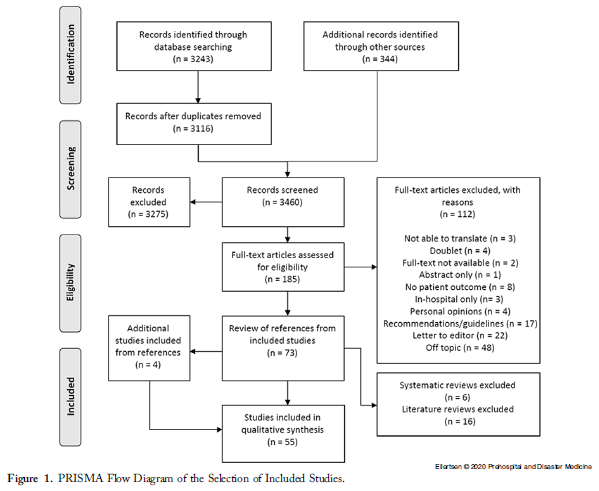 Identification
Records identified through
database searching
(n = 3243)
Additional records identified
through other sources
(n = 344)
Records after duplicates removed
(n = 3116)
Screening
Records
excluded
(n = 3275)
Records screened
(n = 3460)
Full-text articles excluded, with
reasons
(n = 112)
Not able to translate (n = 3)
Doublet (n = 4)
Full-text not available (n = 2)
Abstract only (n = 1)
No patient outcome (n = 8)
In-hospital only (n= 3)
Personal opinions (n = 4)
Recommendations/guidelines (n = 17)
Letter to editor (n = 22)
Off topic (n = 48)
Eligibility
Full-text articles assessed
for eligibility
(n = 185)
Additional
studies included
from references
(n = 4)
Review of references from
included studies
(n = 73)
Included
Systematic reviews excluded
(n = 6)
Literature reviews excluded
(n = 16)
Studies included in
qualitative synthesis
(n = 55)
Ellertsen © 2020 Prehospital and Disaster Medicine
Figure 1. PRISMA Flow Diagram of the Selection of Included Studies.